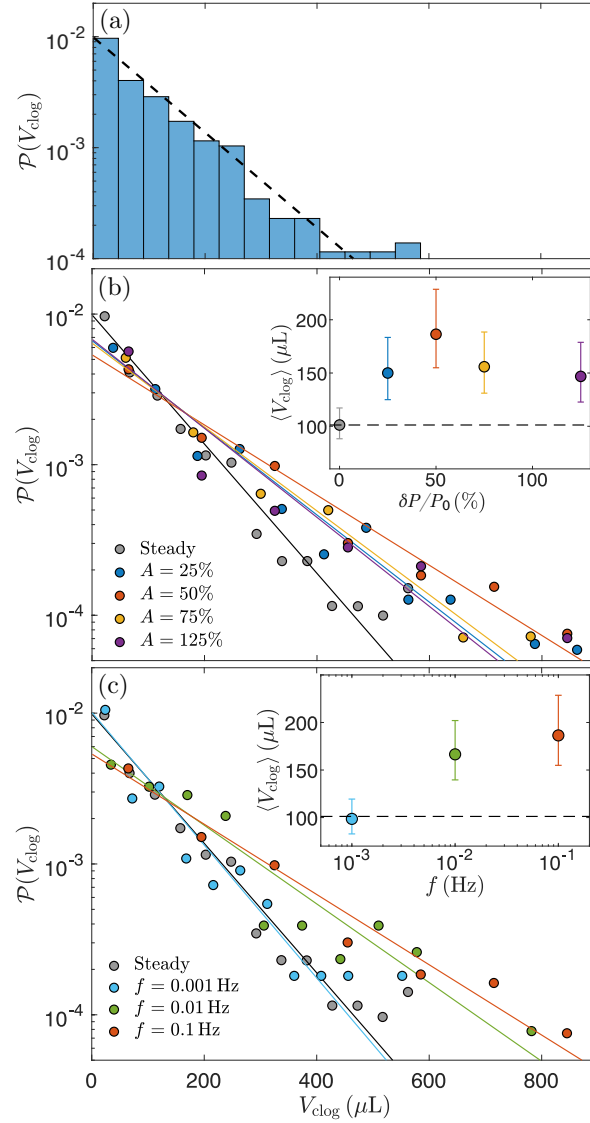 (a)
10⁻²
10⁻³
10⁻⁴
𝒫(V_clog)
(b)
10⁻²
10⁻³
10⁻⁴
𝒫(V_clog)
200
150
100
50
⟨V_clog⟩ (μL)
0 50 100
δP/P₀ (%)
Steady
A = 25%
A = 50%
A = 75%
A = 125%
(c)
10⁻²
10⁻³
10⁻⁴
𝒫(V_clog)
200
150
100
50
⟨V_clog⟩ (μL)
10⁻³ 10⁻² 10⁻¹
f (Hz)
Steady
f = 0.001 Hz
f = 0.01 Hz
f = 0.1 Hz
0 200 400 600 800
V_clog (μL)